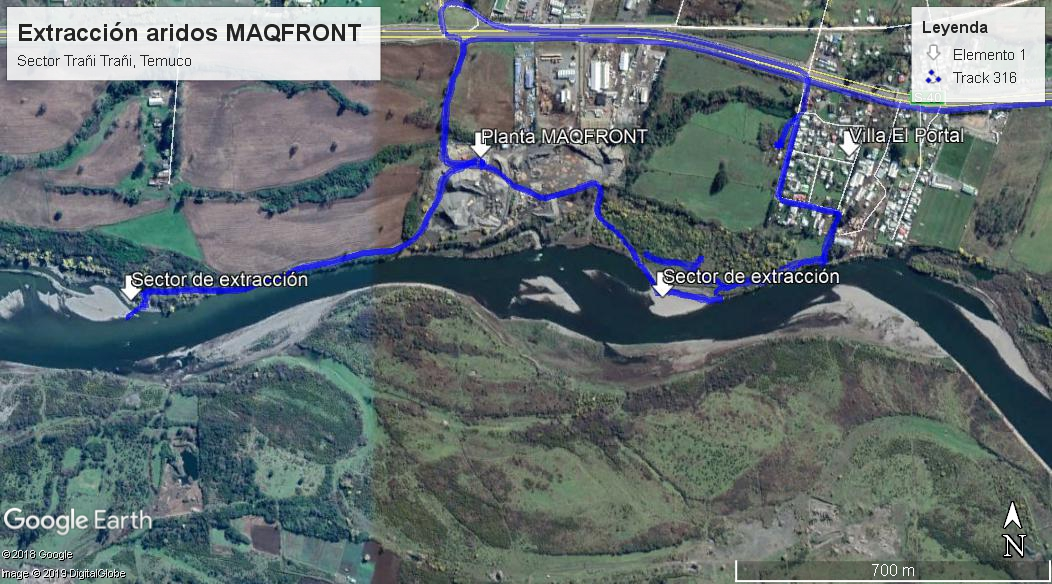 Extracción aridos MAQFRONT
Sector Trañi Trañi, Temuco
Leyenda
Elemento 1
Track 316
Planta MAQFRONT
Villa El Portal
Sector de extracción
Sector de extracción
Google Earth
©2018 Google
Image © 2019 DigitalGlobe
N
700 m